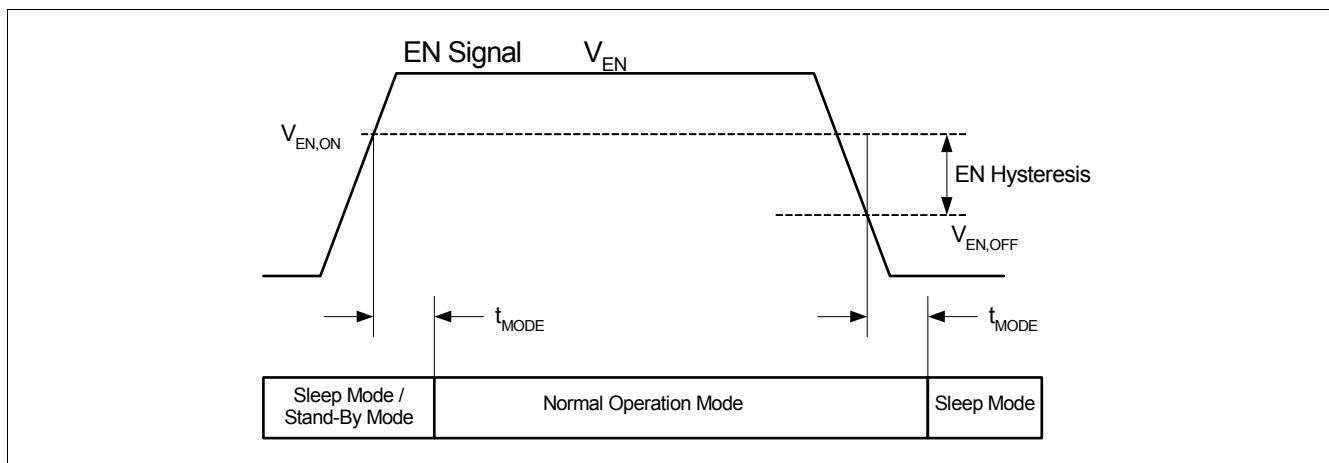 EN Signal V_EN
V_EN,ON
EN Hysteresis
V_EN,OFF
t_MODE t_MODE
Sleep Mode /
Stand-By Mode
Normal Operation Mode
Sleep Mode